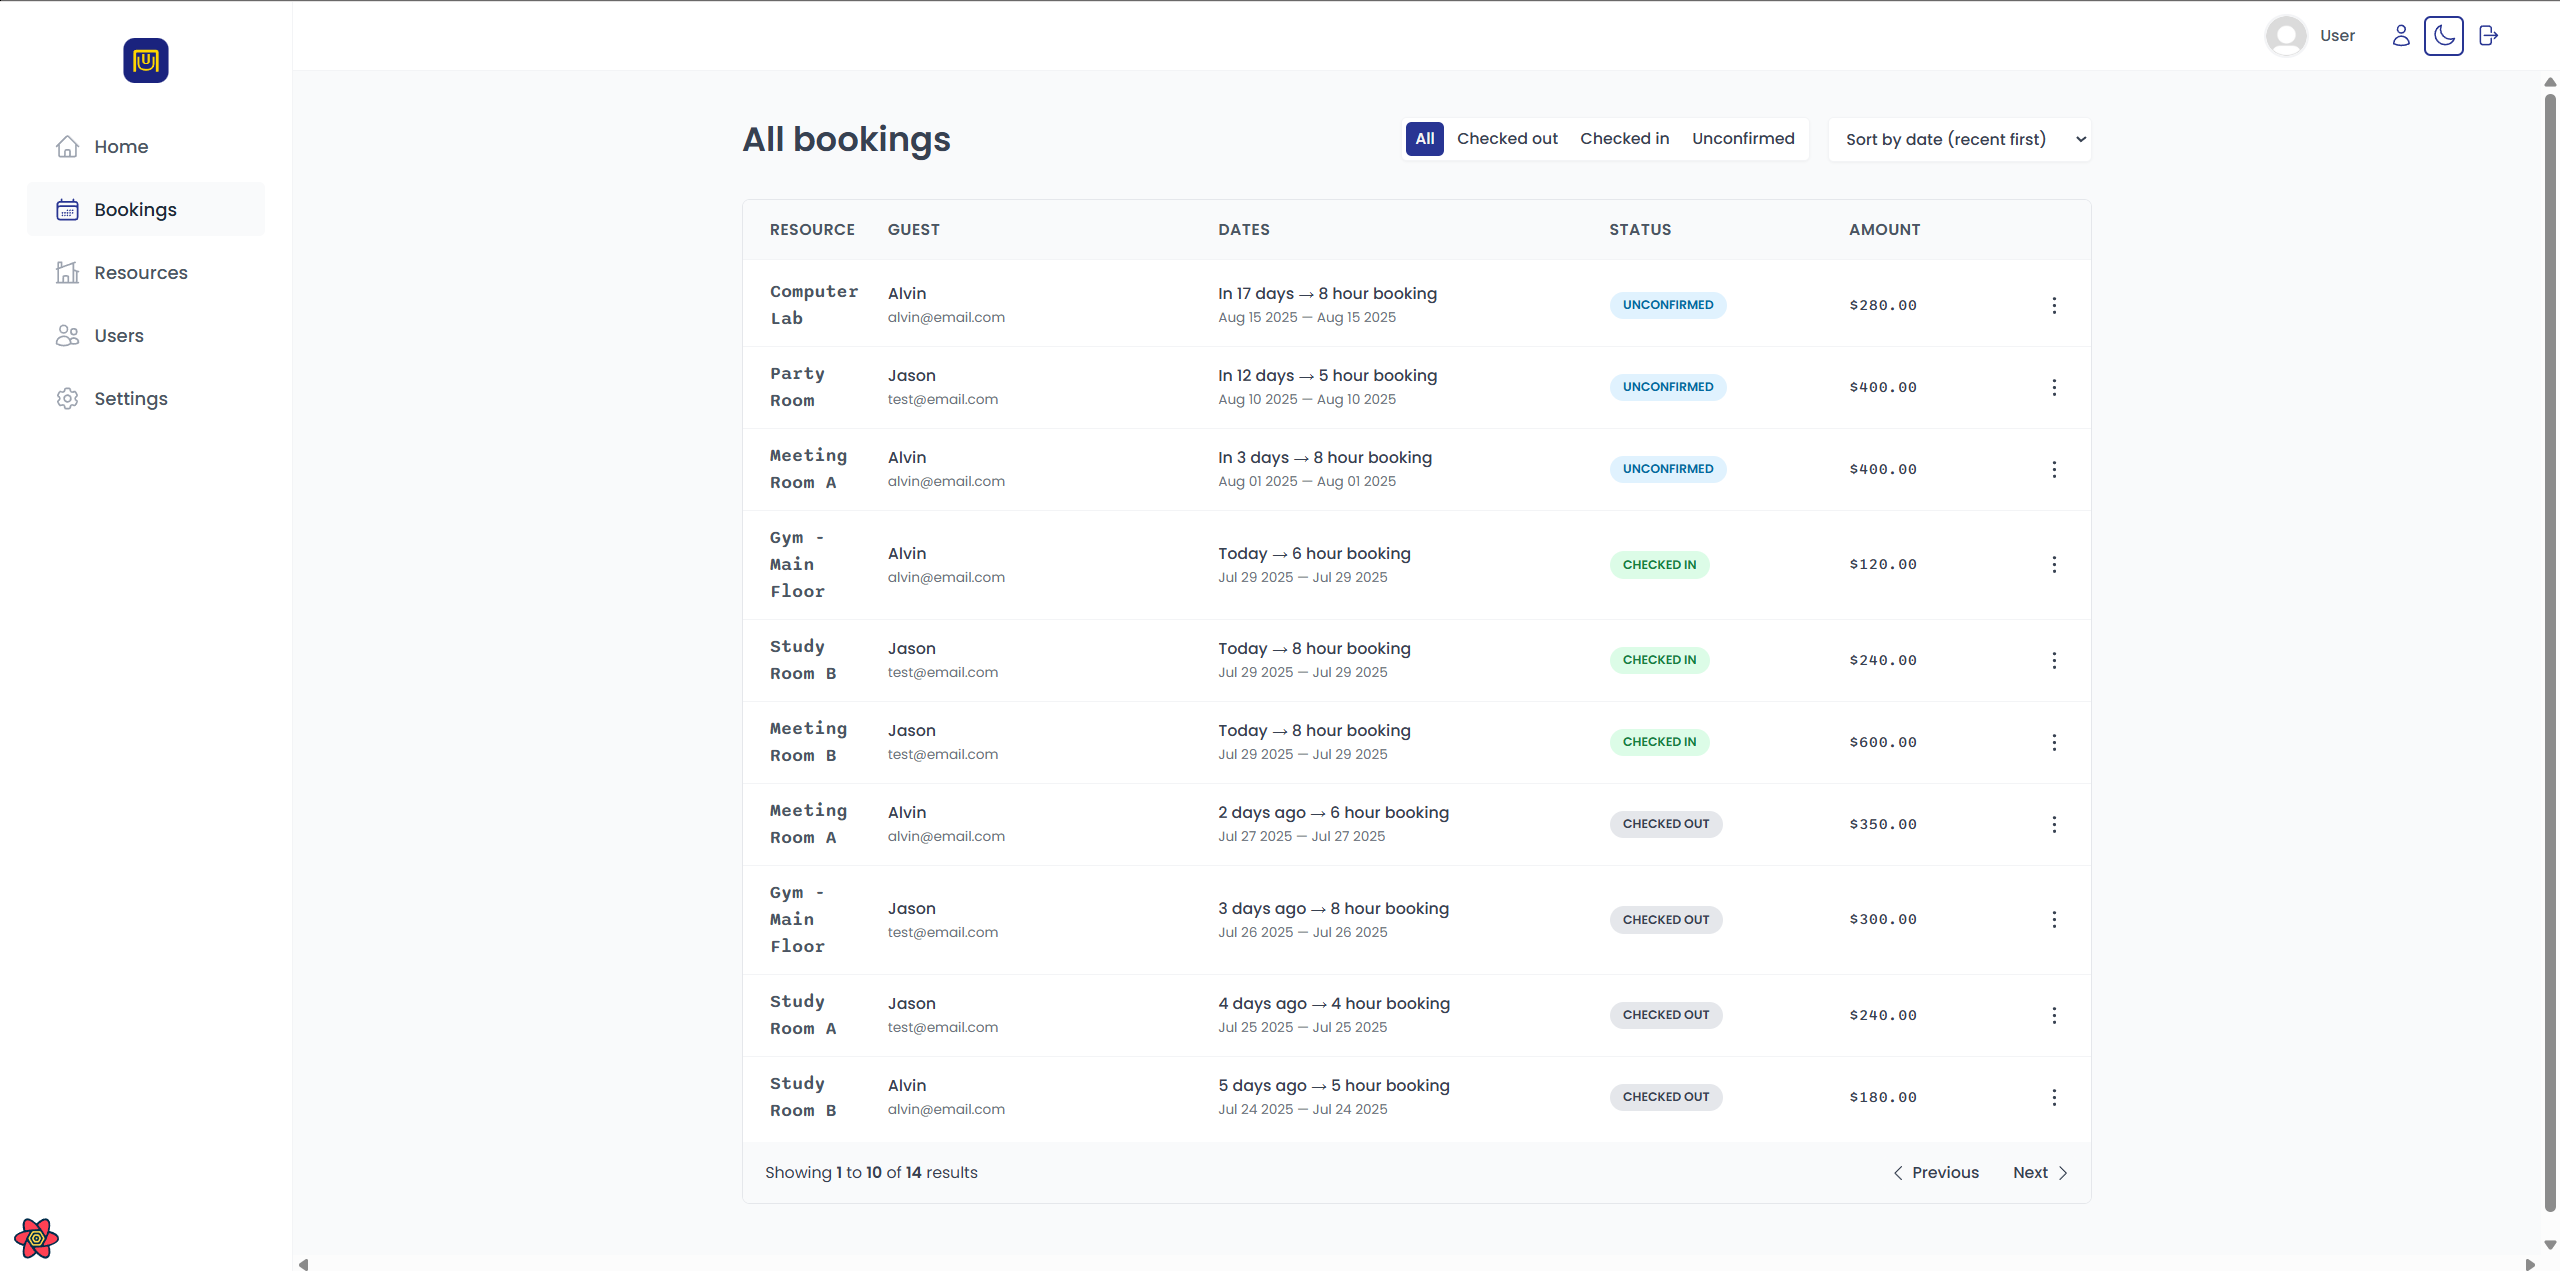 U
User
Home
Bookings
Resources
Users
Settings
All bookings
All Checked out Checked in Unconfirmed
Sort by date (recent first)
RESOURCE GUEST DATES STATUS AMOUNT
Computer Lab
Alvin
alvin@email.com
In 17 days → 8 hour booking
Aug 15 2025 — Aug 15 2025
UNCONFIRMED
$280.00
Party Room
Jason
test@email.com
In 12 days → 5 hour booking
Aug 10 2025 — Aug 10 2025
UNCONFIRMED
$400.00
Meeting Room A
Alvin
alvin@email.com
In 3 days → 8 hour booking
Aug 01 2025 — Aug 01 2025
UNCONFIRMED
$400.00
Gym - Main Floor
Alvin
alvin@email.com
Today → 6 hour booking
Jul 29 2025 — Jul 29 2025
CHECKED IN
$120.00
Study Room B
Jason
test@email.com
Today → 8 hour booking
Jul 29 2025 — Jul 29 2025
CHECKED IN
$240.00
Meeting Room B
Jason
test@email.com
Today → 8 hour booking
Jul 29 2025 — Jul 29 2025
CHECKED IN
$600.00
Meeting Room A
Alvin
alvin@email.com
2 days ago → 6 hour booking
Jul 27 2025 — Jul 27 2025
CHECKED OUT
$350.00
Gym - Main Floor
Jason
test@email.com
3 days ago → 8 hour booking
Jul 26 2025 — Jul 26 2025
CHECKED OUT
$300.00
Study Room A
Jason
test@email.com
4 days ago → 4 hour booking
Jul 25 2025 — Jul 25 2025
CHECKED OUT
$240.00
Study Room B
Alvin
alvin@email.com
5 days ago → 5 hour booking
Jul 24 2025 — Jul 24 2025
CHECKED OUT
$180.00
Showing 1 to 10 of 14 results
Previous Next